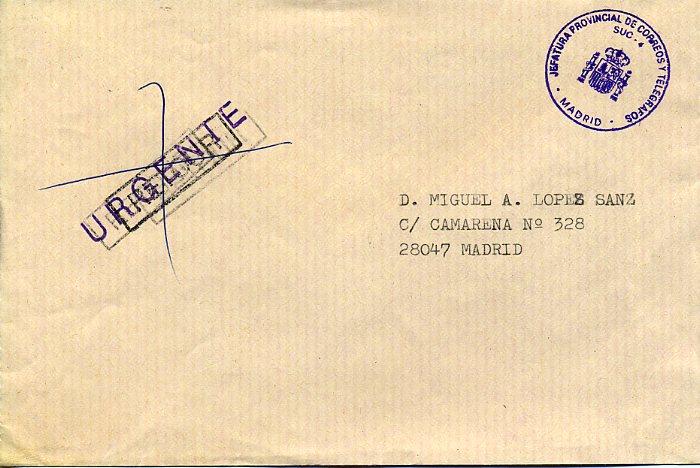 JEFATURA PROVINCIAL DE CORREOS Y TELEGRAFOS
SUC-4
· MADRID ·
URGENTE
D. MIGUEL A. LOPEZ SANZ
C/ CAMARENA Nº 328
28047 MADRID